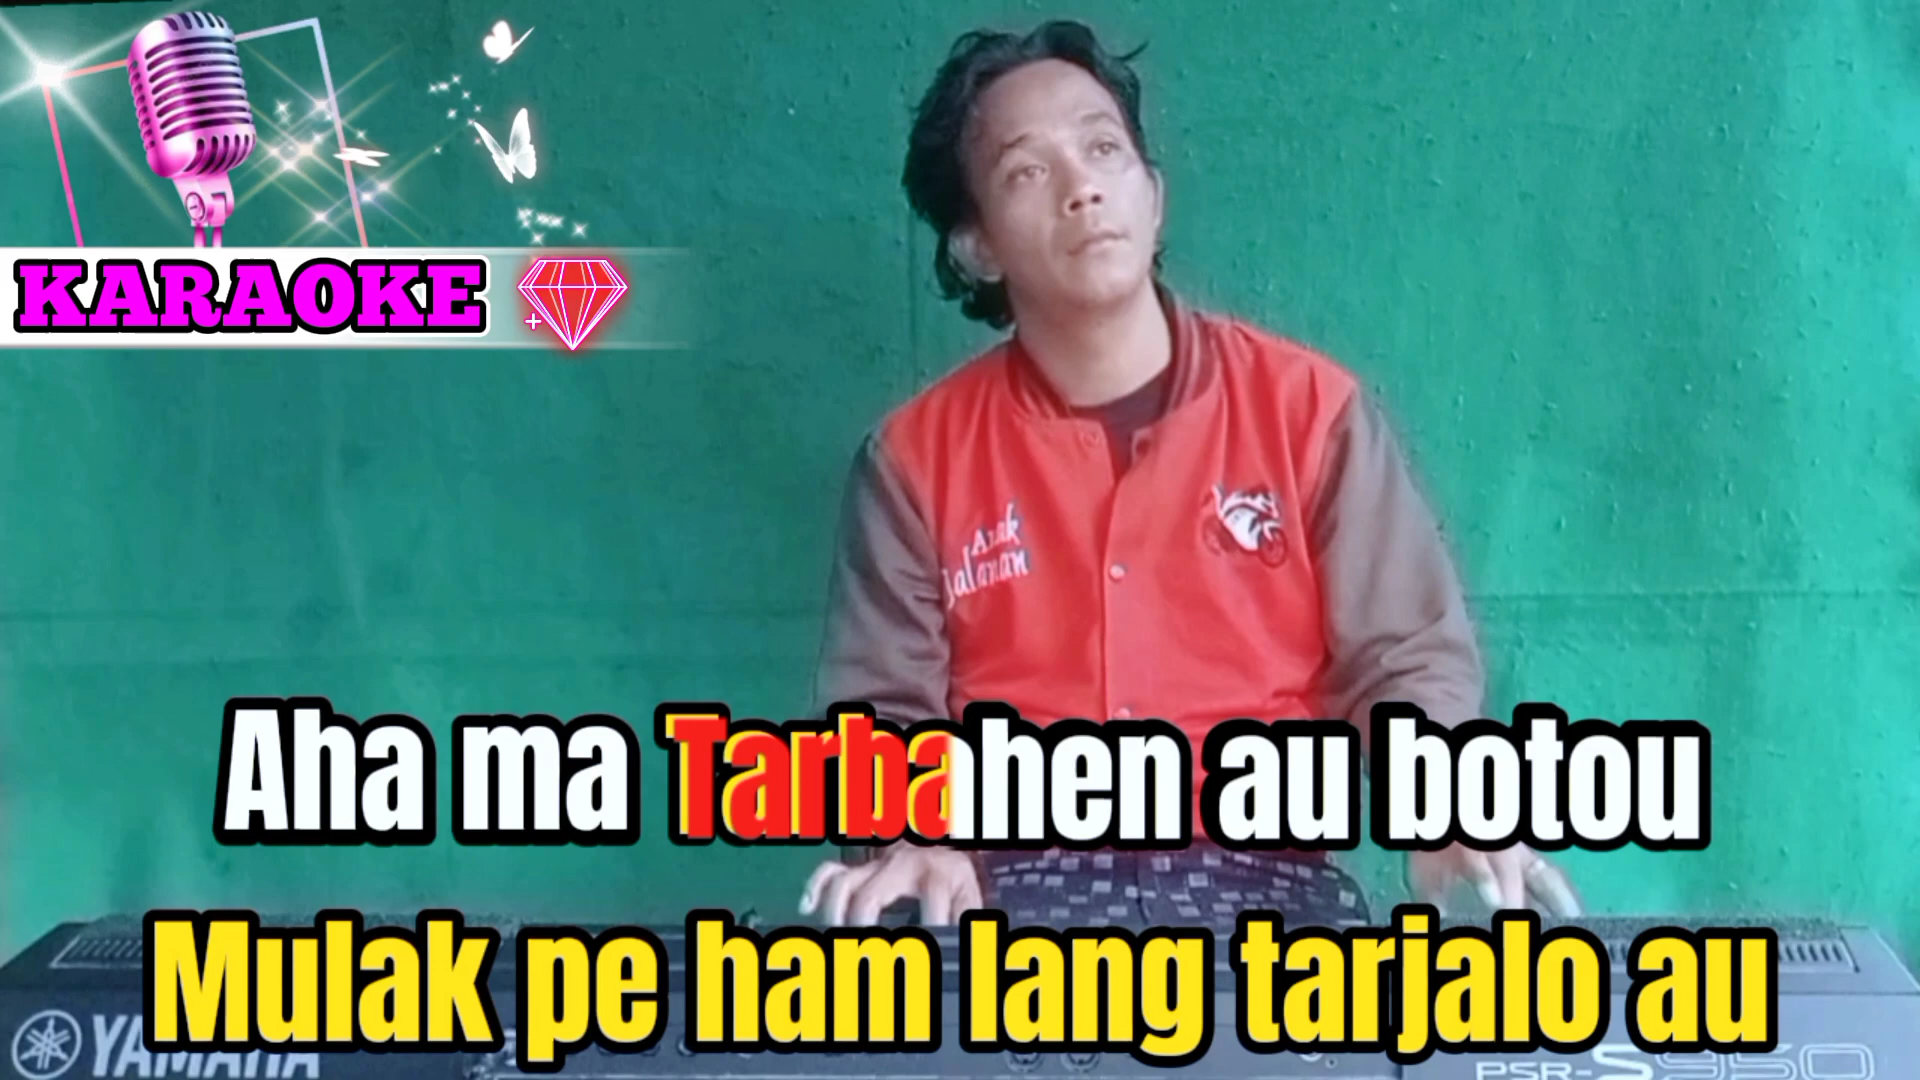 KARAOKE
Anak
Jalanan
Aha ma Tarbahen au botou
Mulak pe ham lang tarjalo au
YAMAHA
PSR-S950